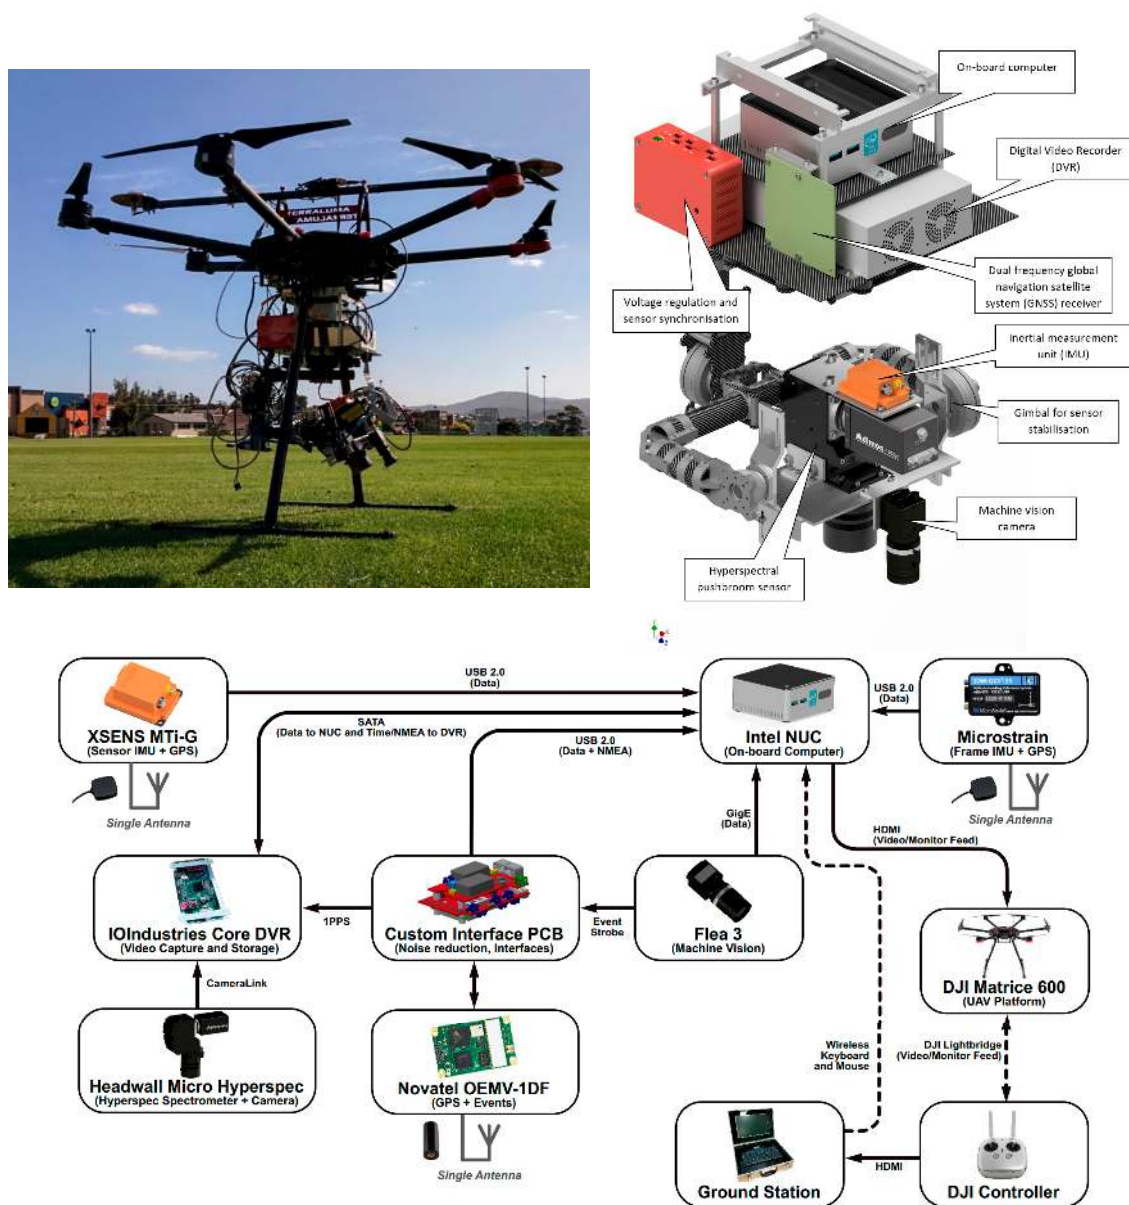 TERRALUMA
On-board computer
Digital Video Recorder
(DVR)
Dual frequency global
navigation satellite
system (GNSS) receiver
Voltage regulation and
sensor synchronisation
Inertial measurement
unit (IMU)
Gimbal for sensor
stabilisation
Machine vision
camera
Hyperspectral
pushbroom sensor
XSENS MTi-G
(Sensor IMU + GPS)
Single Antenna
USB 2.0
(Data)
SATA
(Data to NUC and Time/NMEA to DVR)
USB 2.0
(Data + NMEA)
Intel NUC
(On-board Computer)
USB 2.0
(Data)
Microstrain
(Frame IMU + GPS)
Single Antenna
GigE
(Data)
HDMI
(Video/Monitor Feed)
IOIndustries Core DVR
(Video Capture and Storage)
1PPS
Custom Interface PCB
(Noise reduction, Interfaces)
Event
Strobe
Flea 3
(Machine Vision)
DJI Matrice 600
(UAV Platform)
CameraLink
Headwall Micro Hyperspec
(Hyperspec Spectrometer + Camera)
Novatel OEMV-1DF
(GPS + Events)
Single Antenna
Wireless
Keyboard
and Mouse
DJI Lightbridge
(Video/Monitor Feed)
Ground Station
HDMI
DJI Controller